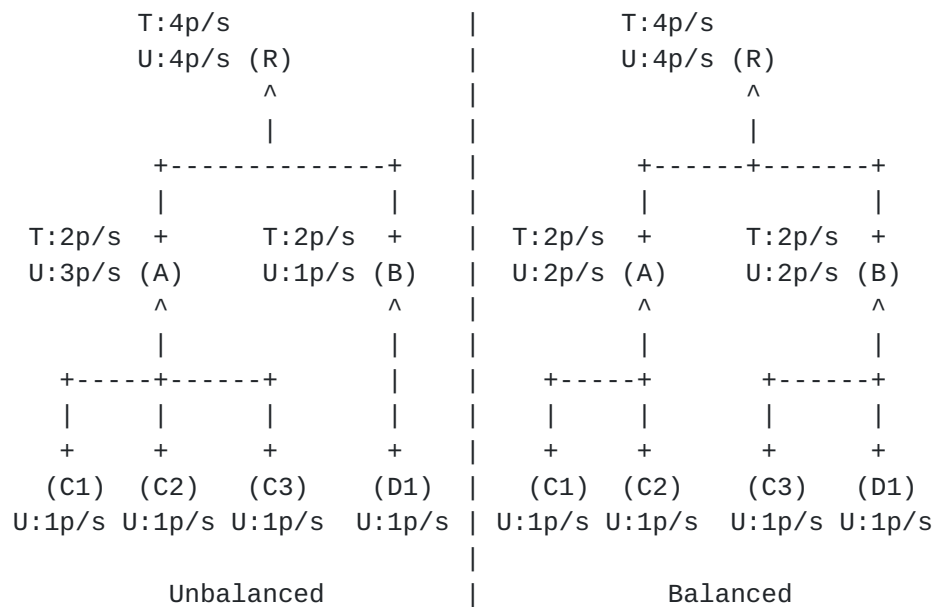 T:4p/s | T:4p/s
U:4p/s (R) | U:4p/s (R)
^ | ^
| | |
+--------------+ | +------+-------+
| | | | |
T:2p/s + T:2p/s + | T:2p/s + T:2p/s +
U:3p/s (A) U:1p/s (B) | U:2p/s (A) U:2p/s (B)
^ ^ | ^ ^
| | | | |
+-----+------+ | | +-----+ +------+
| | | | | | | | |
+ + + + | + + + +
(C1) (C2) (C3) (D1) | (C1) (C2) (C3) (D1)
U:1p/s U:1p/s U:1p/s U:1p/s | U:1p/s U:1p/s U:1p/s U:1p/s
|
Unbalanced | Balanced